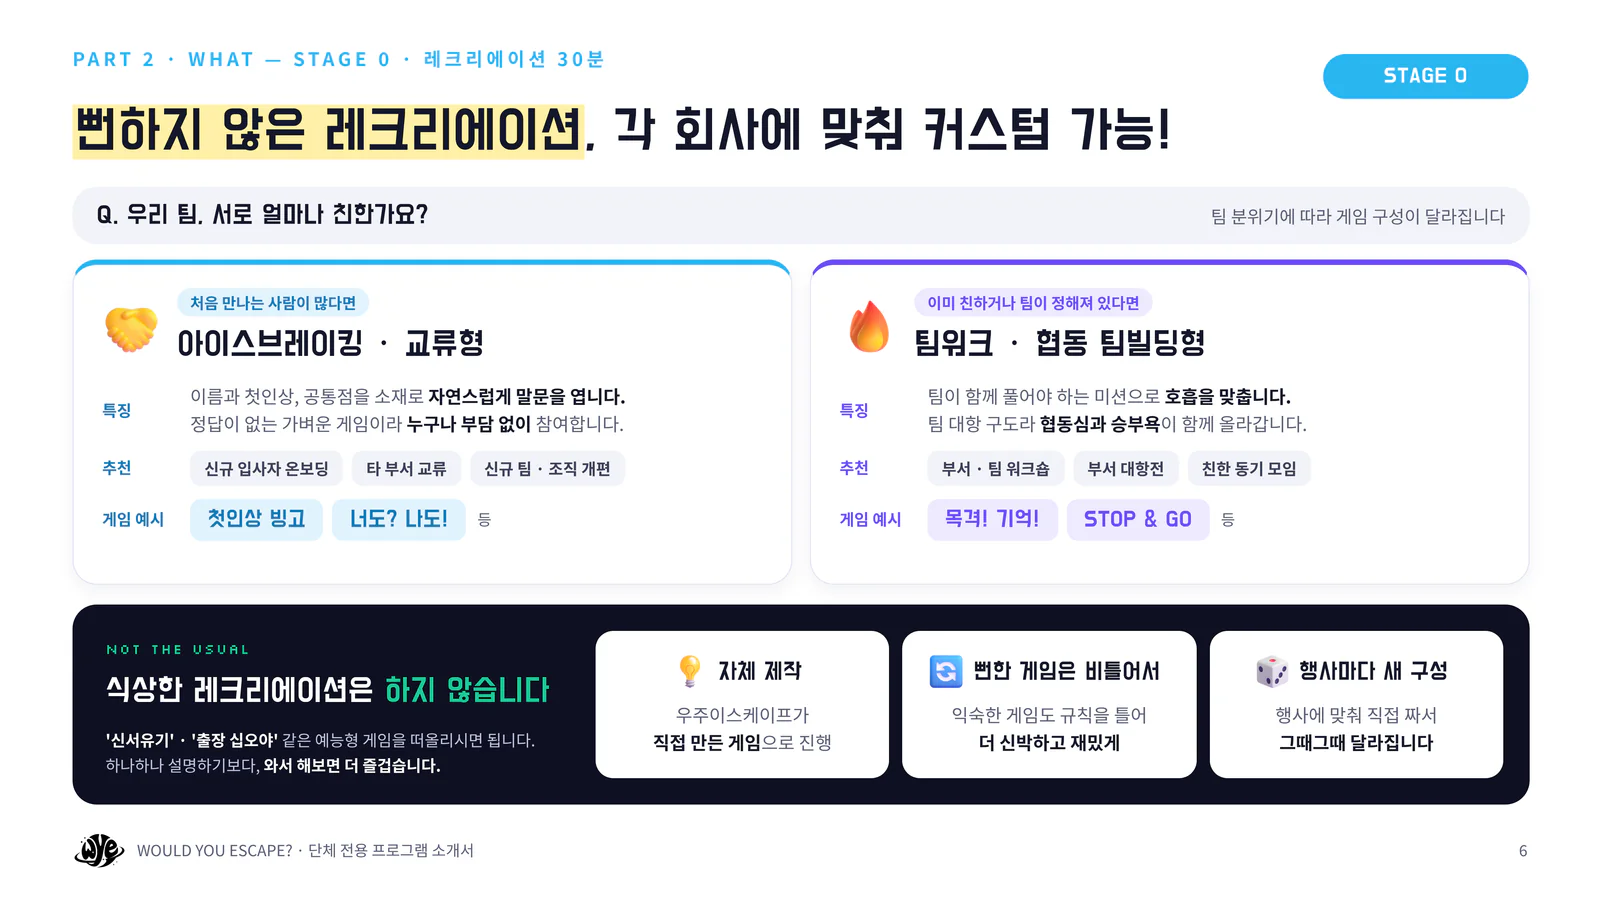 PART 2 · WHAT — STAGE 0 · 레크리에이션 30분
STAGE 0
뻔하지 않은 레크리에이션, 각 회사에 맞춰 커스텀 가능!
Q. 우리 팀, 서로 얼마나 친한가요?
팀 분위기에 따라 게임 구성이 달라집니다
처음 만나는 사람이 많다면
아이스브레이킹 · 교류형
특징
이름과 첫인상, 공통점을 소재로 자연스럽게 말문을 엽니다.
정답이 없는 가벼운 게임이라 누구나 부담 없이 참여합니다.
추천
신규 입사자 온보딩
타 부서 교류
신규 팀 · 조직 개편
게임 예시
첫인상 빙고
너도? 나도!
등
이미 친하거나 팀이 정해져 있다면
팀워크 · 협동 팀빌딩형
특징
팀이 함께 풀어야 하는 미션으로 호흡을 맞춥니다.
팀 대항 구도라 협동심과 승부욕이 함께 올라갑니다.
추천
부서 · 팀 워크숍
부서 대항전
친한 동기 모임
게임 예시
목격! 기억!
STOP & GO
등
NOT THE USUAL
식상한 레크리에이션은 하지 않습니다
'신서유기' · '출장 십오야' 같은 예능형 게임을 떠올리시면 됩니다.
하나하나 설명하기보다, 와서 해보면 더 즐겁습니다.
자체 제작
우주이스케이프가
직접 만든 게임으로 진행
뻔한 게임은 비틀어서
익숙한 게임도 규칙을 틀어
더 신박하고 재밌게
행사마다 새 구성
행사에 맞춰 직접 짜서
그때그때 달라집니다
wye
WOULD YOU ESCAPE? · 단체 전용 프로그램 소개서
6